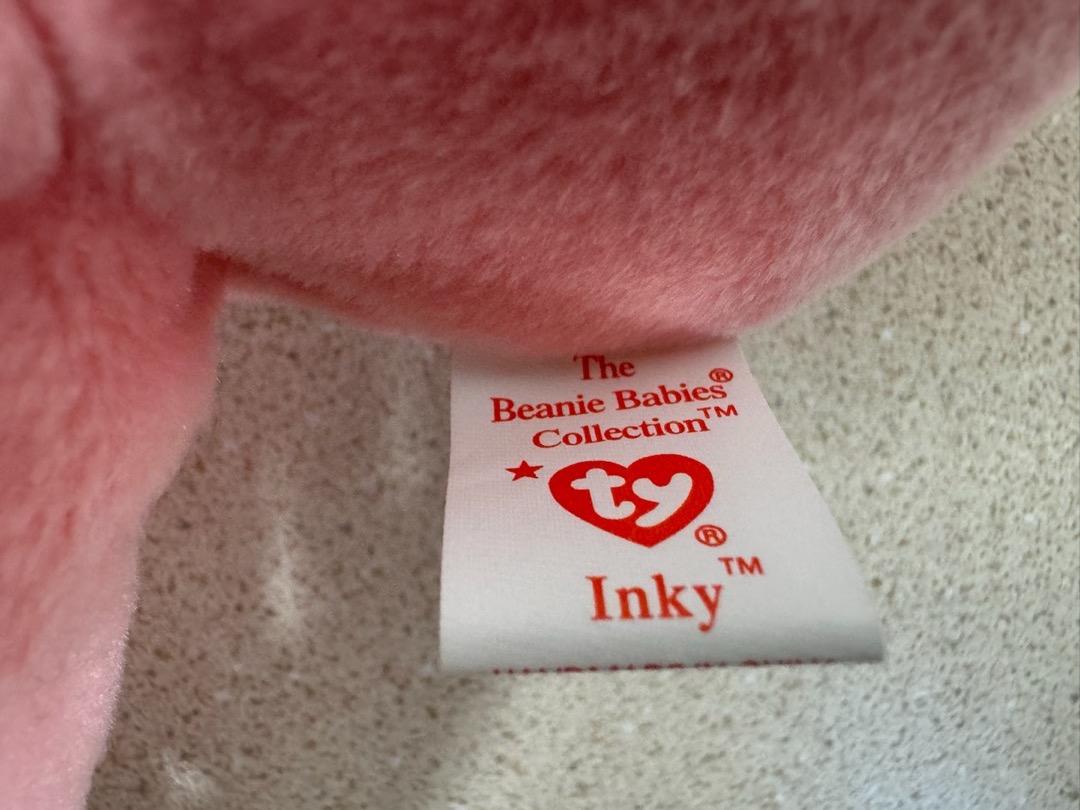 The
Beanie Babies®
Collection™
ty®
Inky™